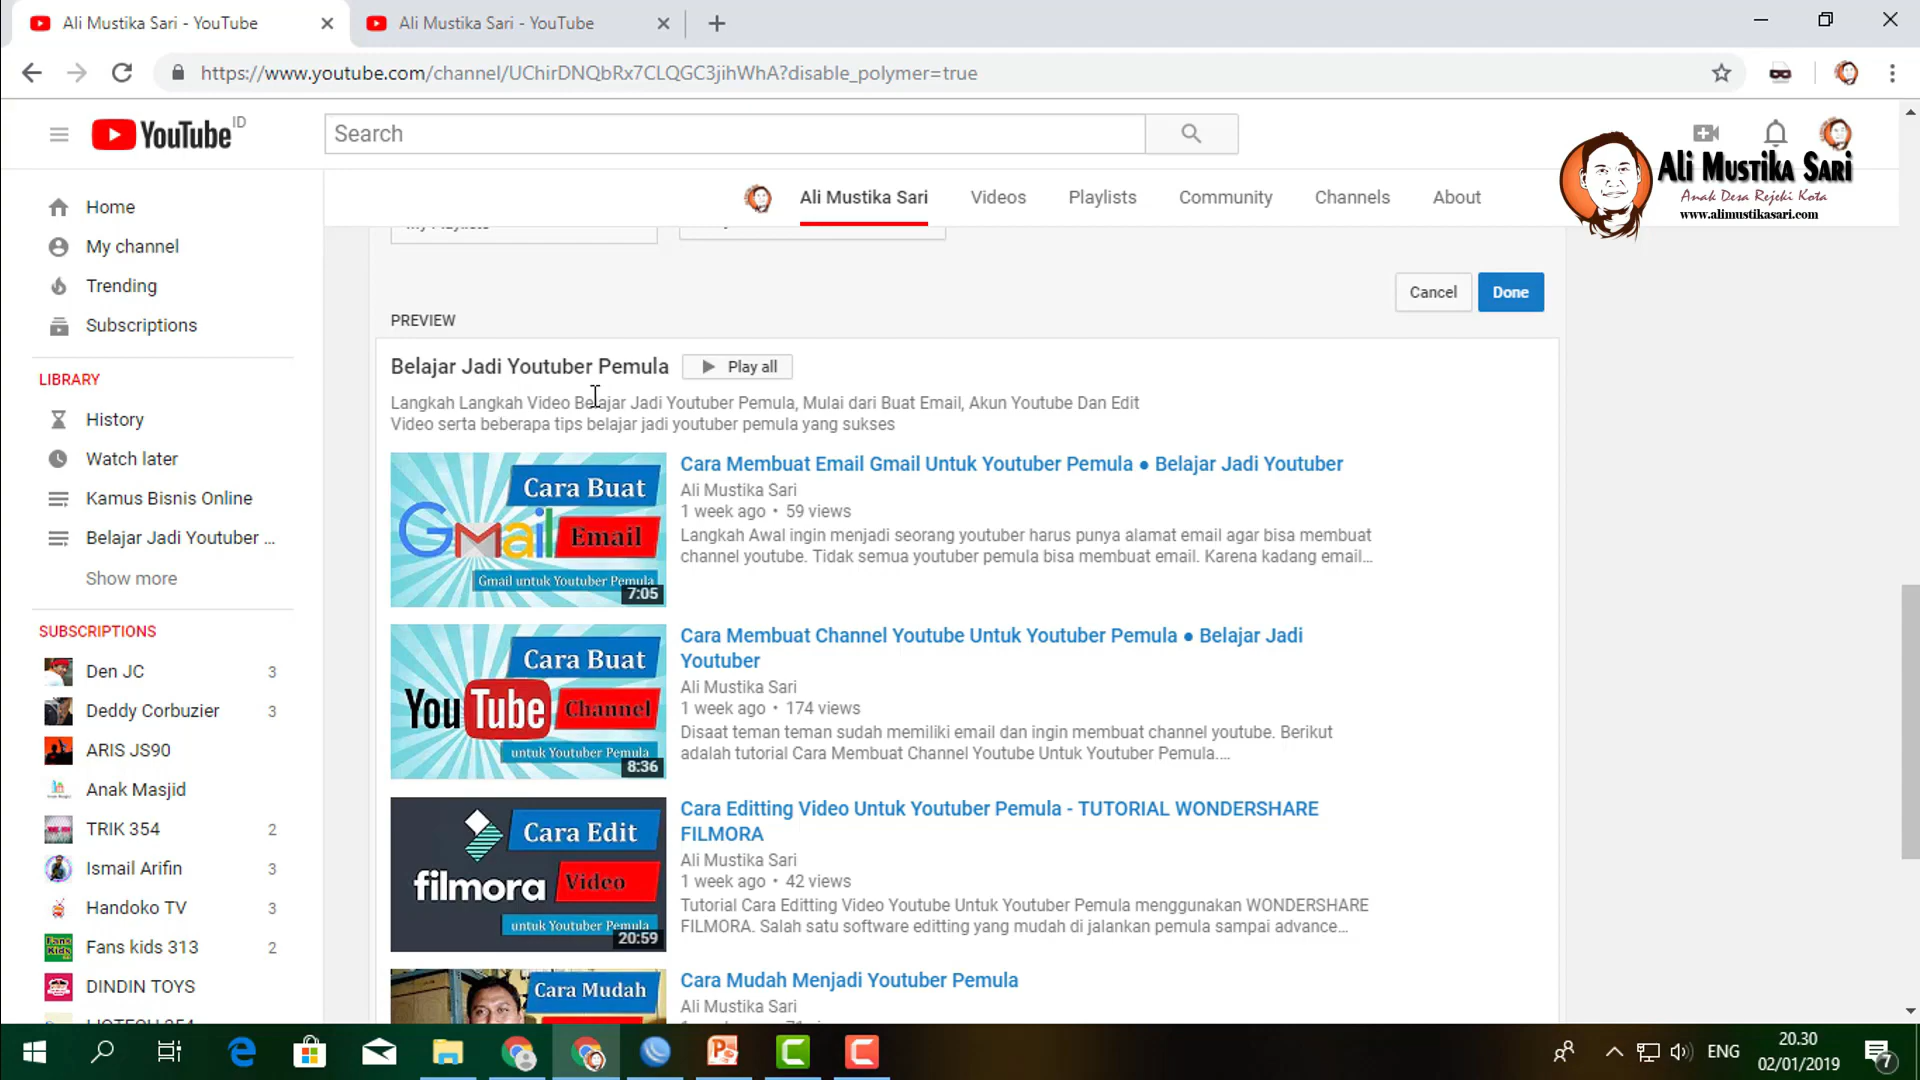 Ali Mustika Sari - YouTube
Ali Mustika Sari - YouTube
https://www.youtube.com/channel/UChirDNQbRx7CLQGC3jihWhA?disable_polymer=true
YouTube ID
Search
Ali Mustika Sari
Anak Desa Rejeki Kota
www.alimustikasari.com
Ali Mustika Sari
Videos
Playlists
Community
Channels
About
Home
My channel
Trending
Subscriptions
LIBRARY
History
Watch later
Kamus Bisnis Online
Belajar Jadi Youtuber ...
Show more
SUBSCRIPTIONS
Den JC 3
Deddy Corbuzier 3
ARIS JS90
Anak Masjid
TRIK 354 2
Ismail Arifin 3
Handoko TV 3
Fans kids 313 2
DINDIN TOYS
Cancel
Done
PREVIEW
Belajar Jadi Youtuber Pemula
Play all
Langkah Langkah Video Belajar Jadi Youtuber Pemula, Mulai dari Buat Email, Akun Youtube Dan Edit
Video serta beberapa tips belajar jadi youtuber pemula yang sukses
Cara Buat
Gmail
Email
Gmail untuk Youtuber Pemula
7:05
Cara Membuat Email Gmail Untuk Youtuber Pemula ● Belajar Jadi Youtuber
Ali Mustika Sari
1 week ago • 59 views
Langkah Awal ingin menjadi seorang youtuber harus punya alamat email agar bisa membuat
channel youtube. Tidak semua youtuber pemula bisa membuat email. Karena kadang email...
Cara Buat
YouTube
Channel
untuk Youtuber Pemula
8:36
Cara Membuat Channel Youtube Untuk Youtuber Pemula ● Belajar Jadi
Youtuber
Ali Mustika Sari
1 week ago • 174 views
Disaat teman teman sudah memiliki email dan ingin membuat channel youtube. Berikut
adalah tutorial Cara Membuat Channel Youtube Untuk Youtuber Pemula....
Cara Edit
filmora
Video
untuk Youtuber Pemula
20:59
Cara Editting Video Untuk Youtuber Pemula - TUTORIAL WONDERSHARE
FILMORA
Ali Mustika Sari
1 week ago • 42 views
Tutorial Cara Editting Video Youtube Untuk Youtuber Pemula menggunakan WONDERSHARE
FILMORA. Salah satu software editting yang mudah di jalankan pemula sampai advance...
Cara Mudah
Cara Mudah Menjadi Youtuber Pemula
Ali Mustika Sari
ENG
20.30
02/01/2019
7